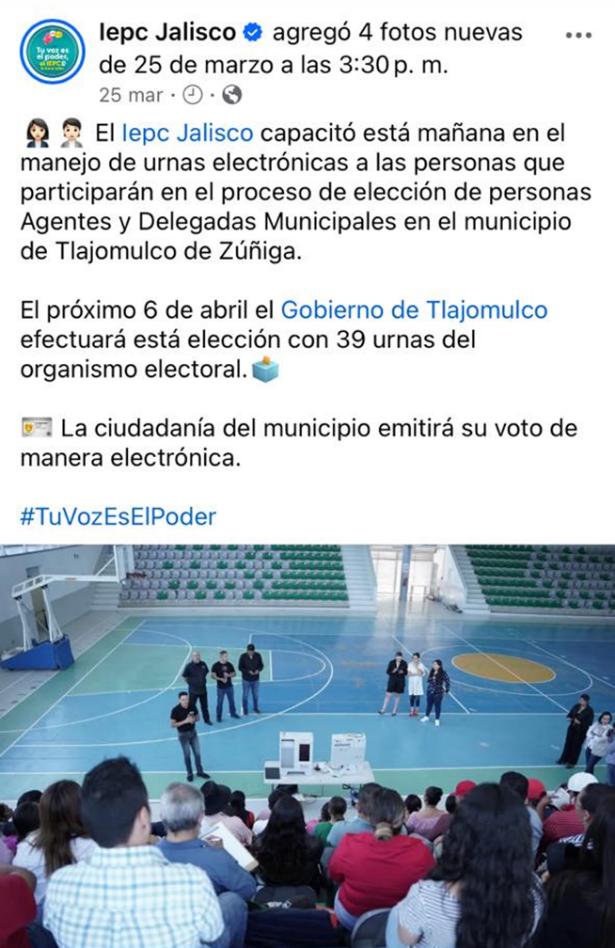 Iepc Jalisco agregó 4 fotos nuevas
de 25 de marzo a las 3:30 p. m.
25 mar
Tu voz es
el poder,
El Iepc Jalisco capacitó está mañana en el
manejo de urnas electrónicas a las personas que
participarán en el proceso de elección de personas
Agentes y Delegadas Municipales en el municipio
de Tlajomulco de Zúñiga.
El próximo 6 de abril el Gobierno de Tlajomulco
efectuará está elección con 39 urnas del
organismo electoral.
La ciudadanía del municipio emitirá su voto de
manera electrónica.
#TuVozEsElPoder